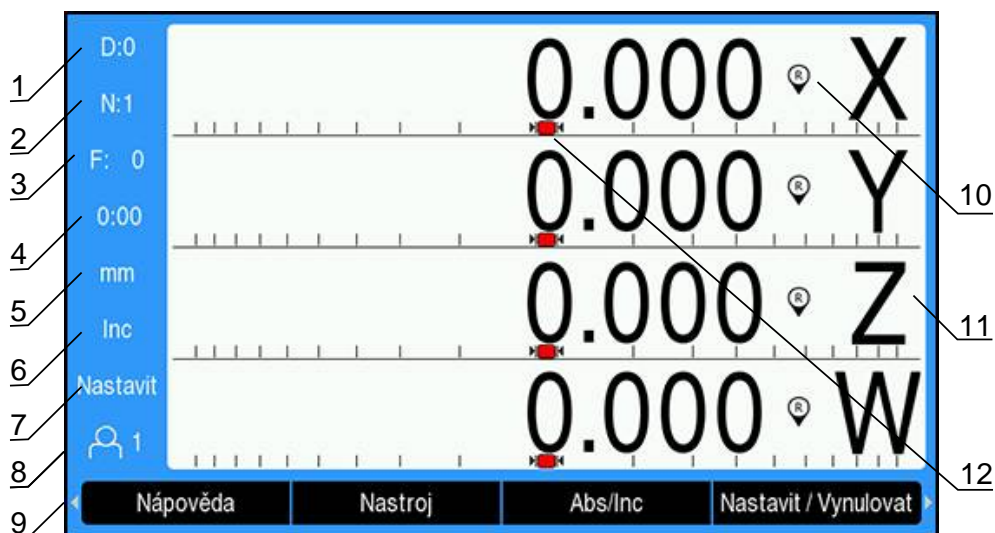 D:0
N:1
F: 0
0:00
mm
Inc
Nastavit
1
0.000 R X
0.000 R Y
0.000 R Z
0.000 R W
Nápověda Nastroj Abs/Inc Nastavit / Vynulovat
1
2
3
4
5
6
7
8
9
10
11
12